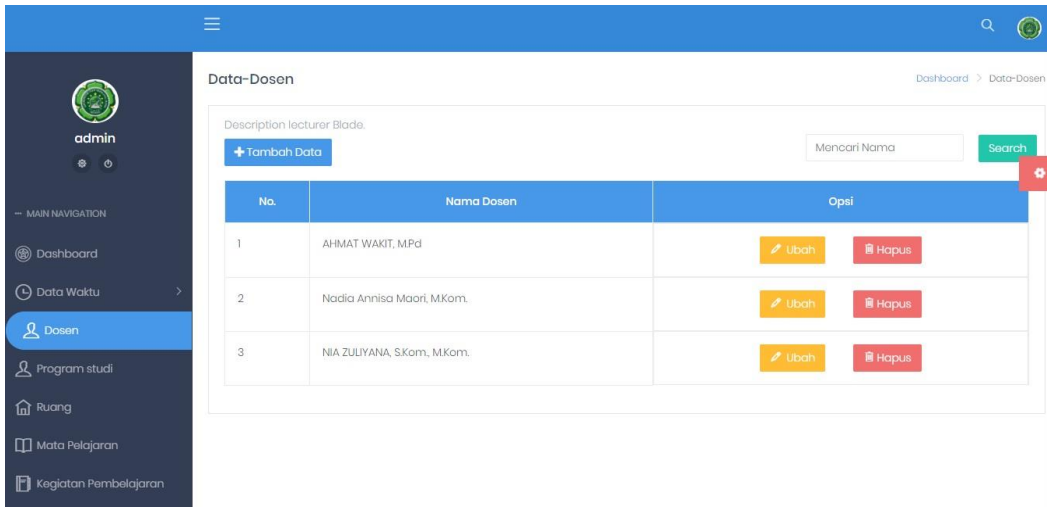 admin
— MAIN NAVIGATION
Dashboard
Data Waktu >
Dosen
Program studi
Ruang
Mata Pelajaran
Kegiatan Pembelajaran
Data-Dosen
Dashboard > Data-Dosen
Description lecturer Blade.
+ Tambah Data
Mencari Nama Search
No. Nama Dosen Opsi
1 AHMAT WAKIT, M.Pd Ubah Hapus
2 Nadia Annisa Maori, M.Kom. Ubah Hapus
3 NIA ZULIYANA, S.Kom., M.Kom. Ubah Hapus